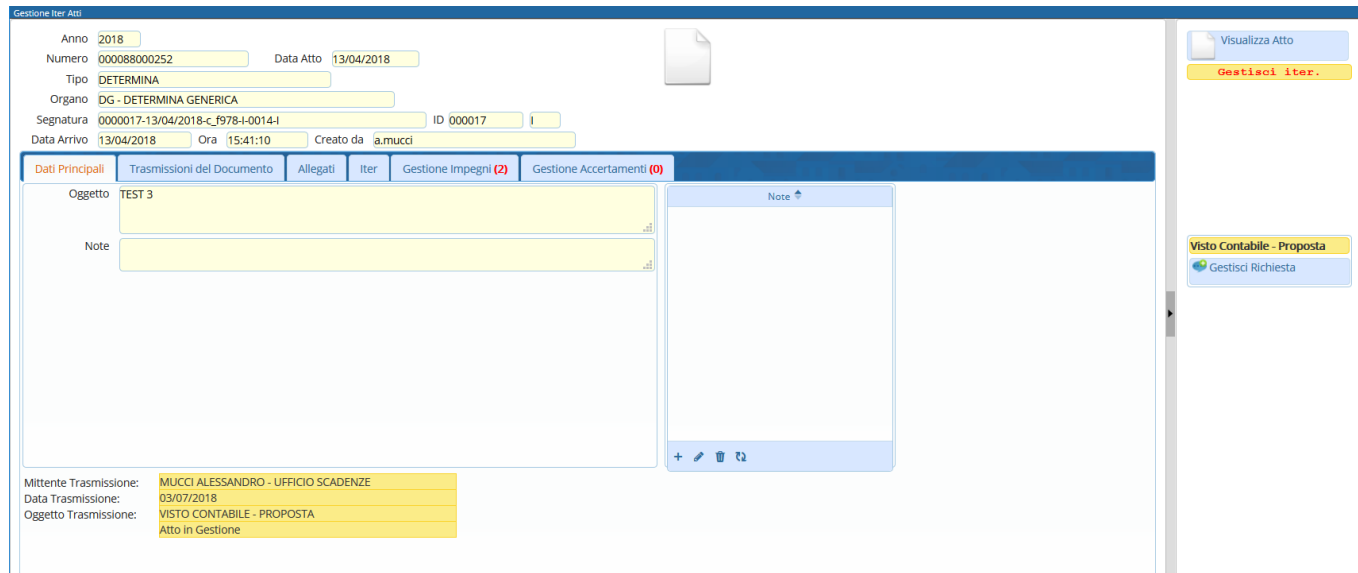 Gestione Iter Atti
Anno 2018
Visualizza Atto
Numero 000088000252 Data Atto 13/04/2018
Gestisci iter.
Tipo DETERMINA
Organo DG - DETERMINA GENERICA
Segnatura 0000017-13/04/2018-c_f978-I-0014-I ID 000017 I
Data Arrivo 13/04/2018 Ora 15:41:10 Creato da a.mucci
Dati Principali Trasmissioni del Documento Allegati Iter Gestione Impegni (2) Gestione Accertamenti (0)
Oggetto TEST 3
Note
Note
Visto Contabile - Proposta
Gestisci Richiesta
Mittente Trasmissione: MUCCI ALESSANDRO - UFFICIO SCADENZE
Data Trasmissione: 03/07/2018
Oggetto Trasmissione: VISTO CONTABILE - PROPOSTA
Atto in Gestione